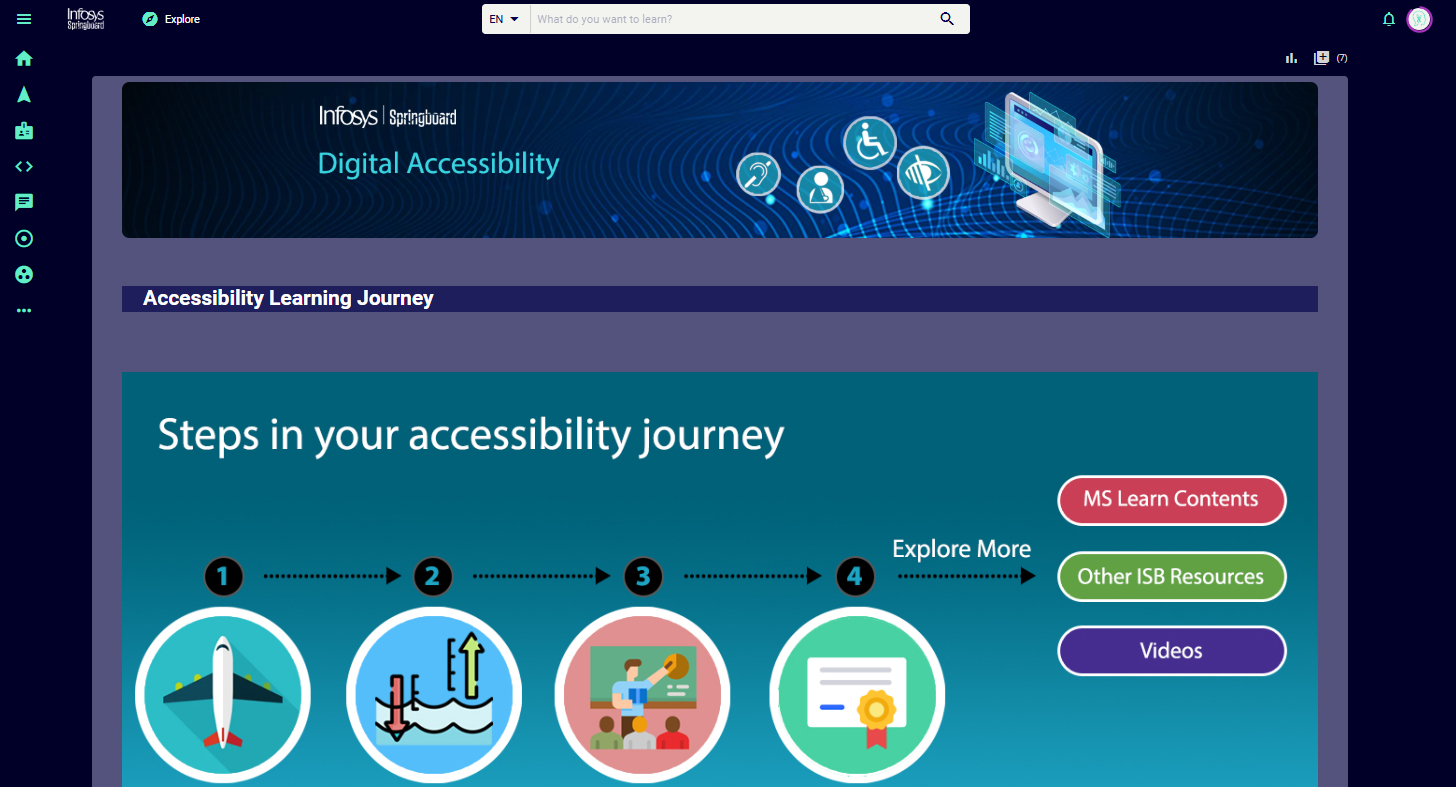 Infosys
Springboard
Explore
EN
What do you want to learn?
(7)
Infosys | Springboard
Digital Accessibility
Accessibility Learning Journey
Steps in your accessibility journey
MS Learn Contents
Explore More
1
2
3
4
Other ISB Resources
Videos